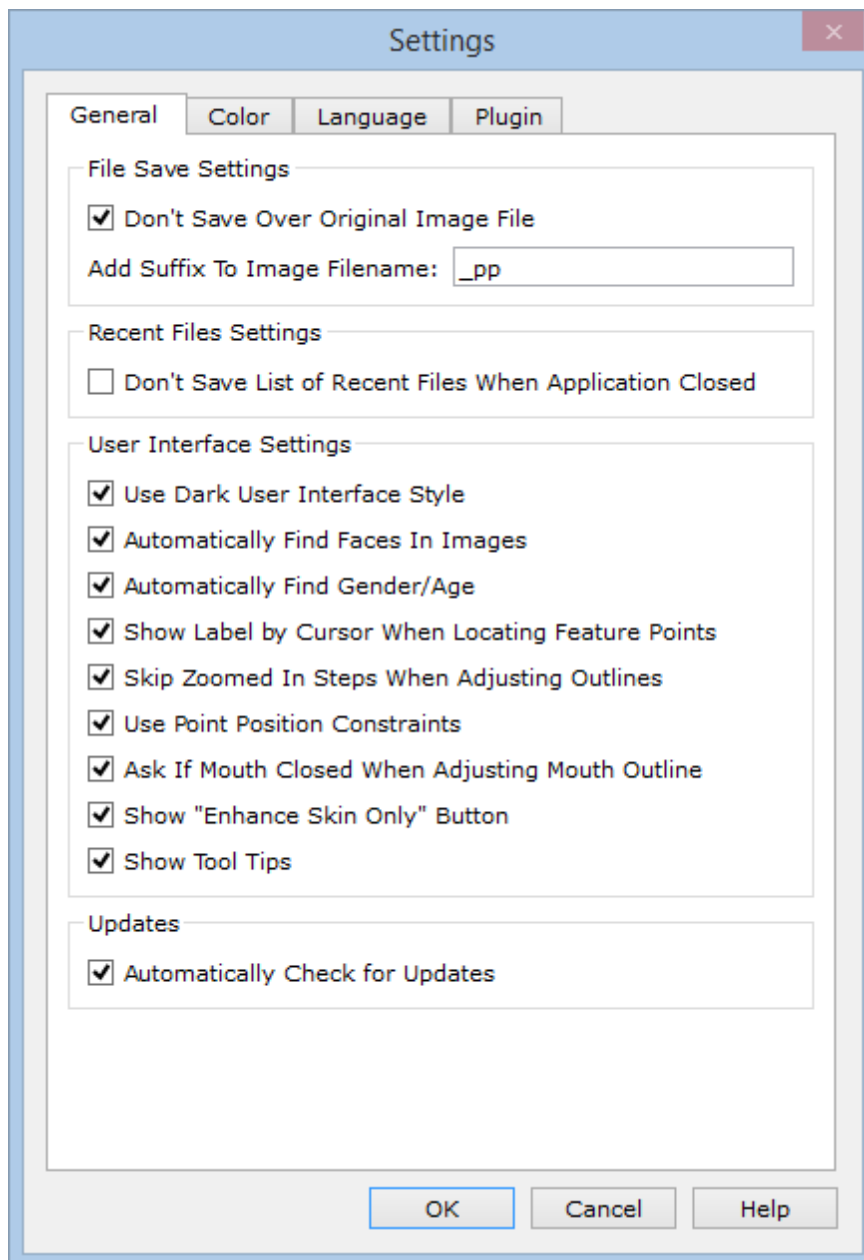 Settings
General Color Language Plugin
File Save Settings
Don't Save Over Original Image File
Add Suffix To Image Filename: _pp
Recent Files Settings
Don't Save List of Recent Files When Application Closed
User Interface Settings
Use Dark User Interface Style
Automatically Find Faces In Images
Automatically Find Gender/Age
Show Label by Cursor When Locating Feature Points
Skip Zoomed In Steps When Adjusting Outlines
Use Point Position Constraints
Ask If Mouth Closed When Adjusting Mouth Outline
Show "Enhance Skin Only" Button
Show Tool Tips
Updates
Automatically Check for Updates
OK Cancel Help